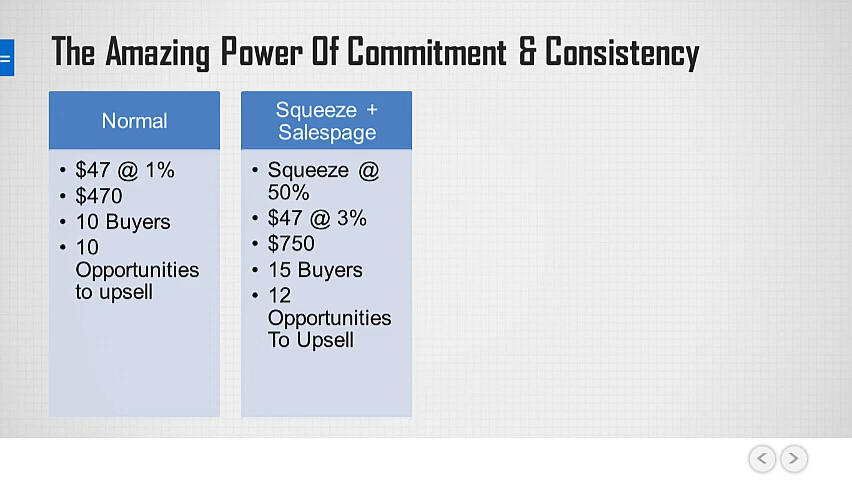 The Amazing Power Of Commitment & Consistency
=
Normal
• $47 @ 1%
• $470
• 10 Buyers
• 10
Opportunities
to upsell
Squeeze +
Salespage
• Squeeze @
50%
• $47 @ 3%
• $750
• 15 Buyers
• 12
Opportunities
To Upsell